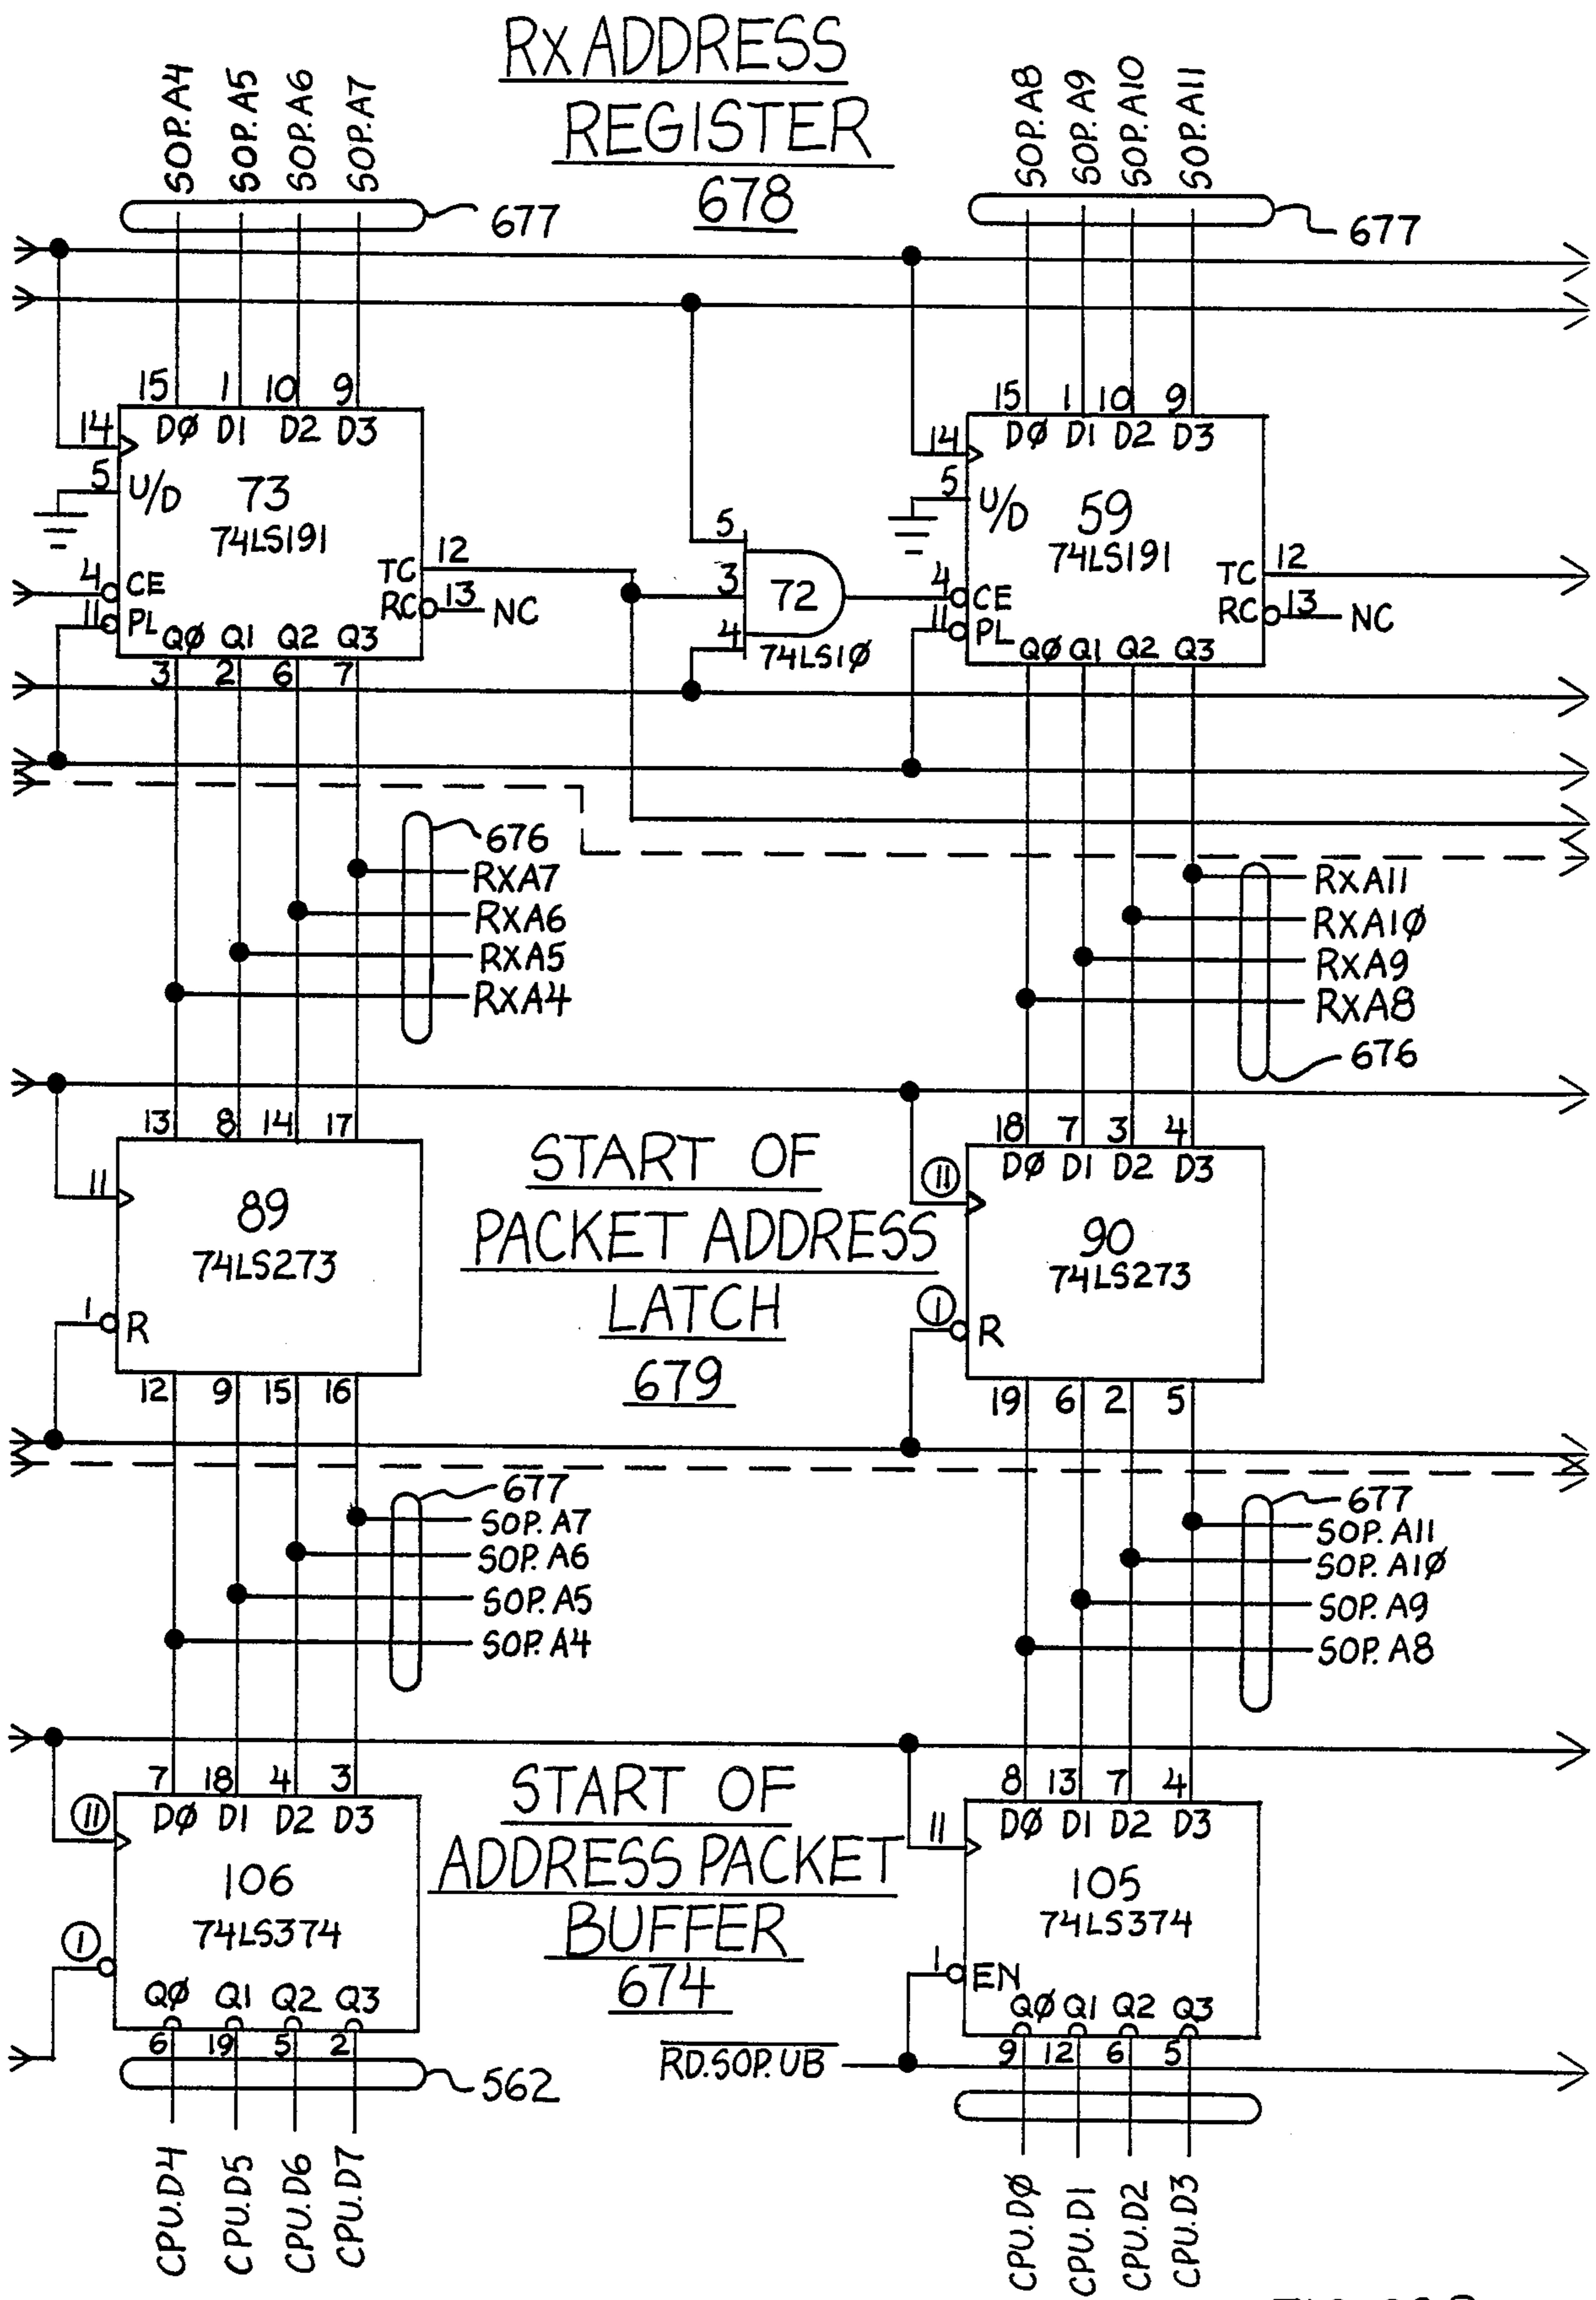 RX ADDRESS
REGISTER
678
SOP.A4 SOP.A5 SOP.A6 SOP.A7
SOP.A8 SOP.A9 SOP.A10 SOP.A11
677
677
15 1 10 9
DØ D1 D2 D3
14
5 U/D
73
74LS191
4 CE
11 PL
TC 12
RC 13 NC
QØ Q1 Q2 Q3
3 2 6 7
5
3
4
72
74LS1Ø
15 1 10 9
DØ D1 D2 D3
14
5 U/D
59
74LS191
4 CE
11 PL
TC 12
RC 13 NC
QØ Q1 Q2 Q3
676
RXA7
RXA6
RXA5
RXA4
RXA11
RXA1Ø
RXA9
RXA8
676
13 8 14 17
11
89
74LS273
1 R
12 9 15 16
START OF
PACKET ADDRESS
LATCH
679
18 7 3 4
DØ D1 D2 D3
11
90
74LS273
1 R
19 6 2 5
677
SOP.A7
SOP.A6
SOP.A5
SOP.A4
677
SOP.A11
SOP.A1Ø
SOP.A9
SOP.A8
7 18 4 3
DØ D1 D2 D3
11
106
74LS374
1
QØ Q1 Q2 Q3
6 19 5 2
562
CPU.D4 CPU.D5 CPU.D6 CPU.D7
START OF
ADDRESS PACKET
BUFFER
674
RD.SOP.UB
8 13 7 4
DØ D1 D2 D3
11
105
74LS374
1 EN
QØ Q1 Q2 Q3
9 12 6 5
CPU.DØ CPU.D1 CPU.D2 CPU.D3